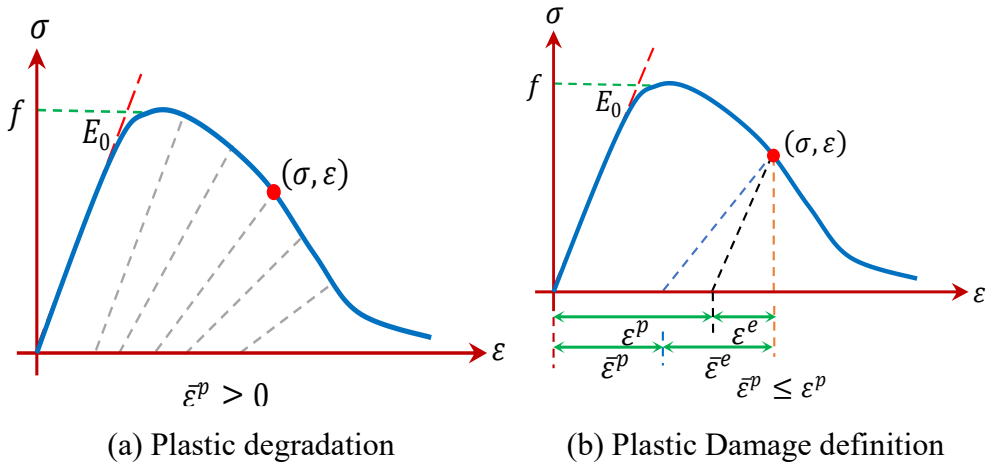 σ
f
E₀
(σ, ε)
ε
ε̄ᵖ > 0
(a) Plastic degradation
σ
f
E₀
(σ, ε)
ε
εᵖ εᵉ
ε̄ᵖ ε̄ᵉ
ε̄ᵖ ≤ εᵖ
(b) Plastic Damage definition